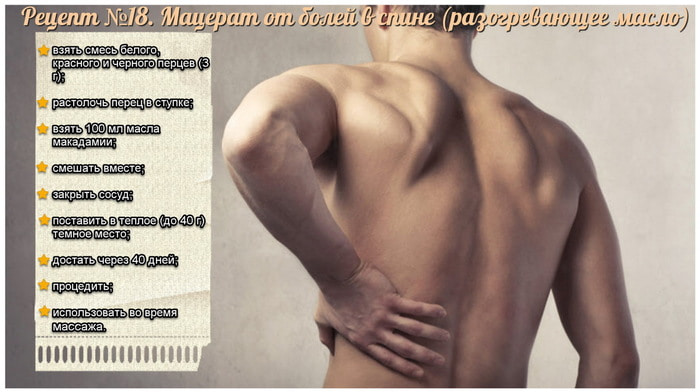 Рецепт №18. Мацерат от болей в спине (разогревающее масло)
взять смесь белого,
красного и черного перцев (3
г);
растолочь перец в ступке;
взять 100 мл масла
макадамии;
смешать вместе;
закрыть сосуд;
поставить в теплое (до 40 г)
темное место;
достать через 40 дней;
процедить;
использовать во время
массажа.